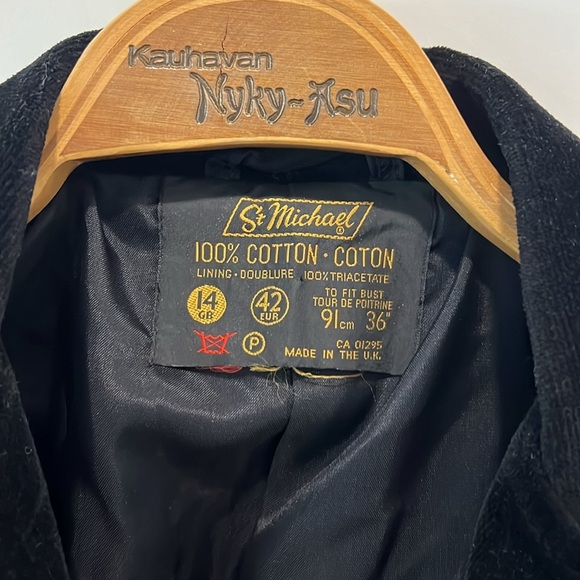 Kauhavan
Nyky-Asu
St Michael ®
100% COTTON · COTON
LINING · DOUBLURE 100% TRIACETATE
14 GB
42 EUR
TO FIT BUST
TOUR DE POITRINE
91cm 36"
P
CA 01295
MADE IN THE U.K.